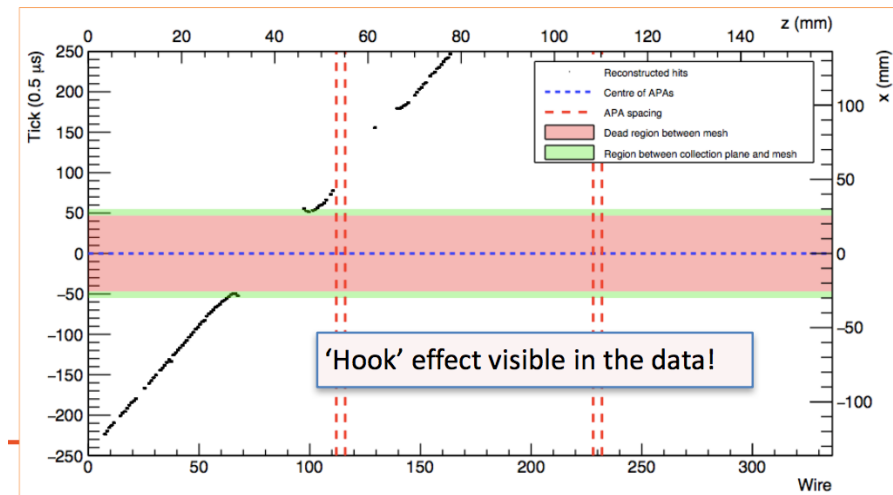 z (mm)
0 20 40 60 80 100 120 140
Tick (0.5 μs)
250
200
150
100
50
0
−50
−100
−150
−200
−250
Reconstructed hits
Centre of APAs
APA spacing
Dead region between mesh
Region between collection plane and mesh
x (mm)
100
50
0
−50
−100
‘Hook’ effect visible in the data!
0 50 100 150 200 250 300
Wire